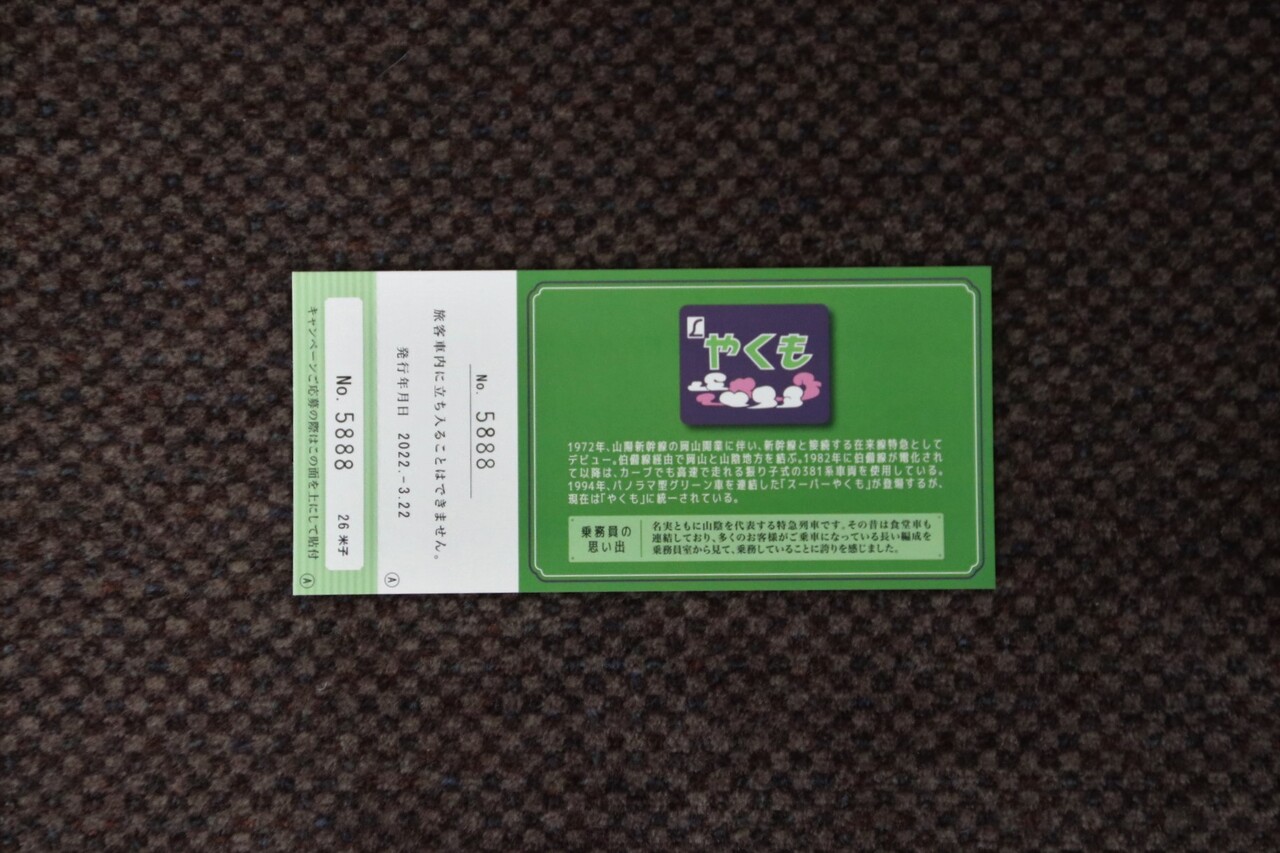 キャンペーンご応募の際はこの面を上にして貼付
Ⓐ
No. 5888
26 米子
発行年月日 2022.-3.22
旅客車内に立ち入ることはできません。
No. 5888
Ⓐ
L
やくも
1972年、山陽新幹線の岡山開業に伴い、新幹線と接続する在来線特急として
デビュー。伯備線経由で岡山と山陰地方を結ぶ。1982年に伯備線が電化され
て以降は、カーブでも高速で走れる振り子式の381系車両を使用している。
1994年、パノラマ型グリーン車を連結した「スーパーやくも」が登場するが、
現在は「やくも」に統一されている。
乗務員の
思い出
名実ともに山陰を代表する特急列車です。その昔は食堂車も
連結しており、多くのお客様がご乗車になっている長い編成を
乗務員室から見て、乗務していることに誇りを感じました。